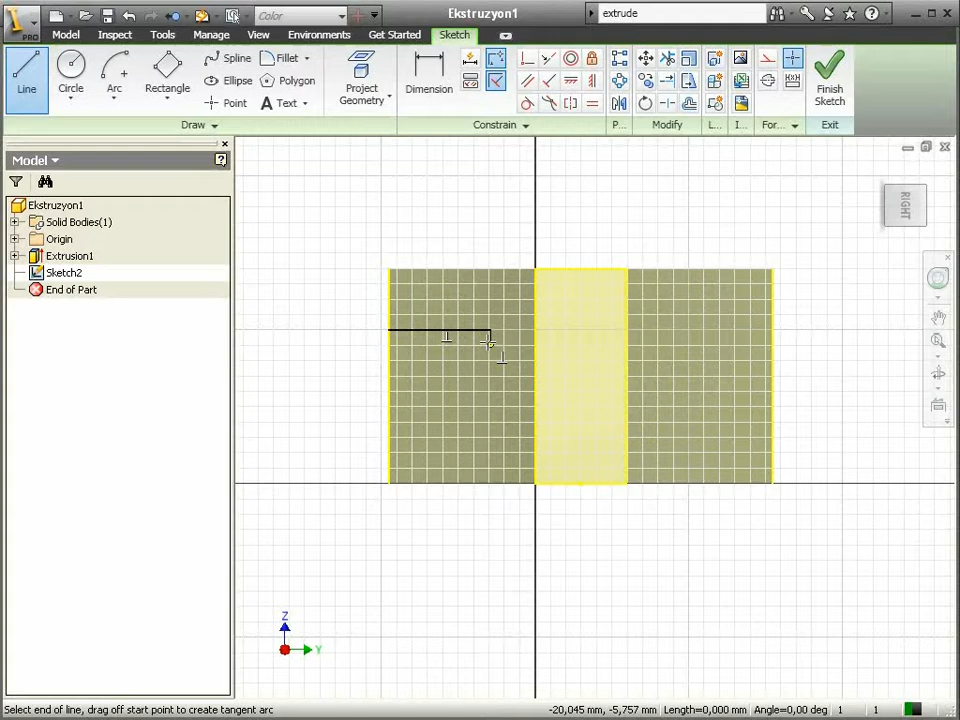 Color
Ekstruzyon1
extrude
PRO
Model
Inspect
Tools
Manage
View
Environments
Get Started
Sketch
Line
Circle
Arc
Rectangle
Spline
Ellipse
Point
Fillet
Polygon
Text
Project
Geometry
Dimension
Finish
Sketch
Draw
Constrain
P...
Modify
L...
I...
For...
Exit
Model
Ekstruzyon1
Solid Bodies(1)
Origin
Extrusion1
Sketch2
End of Part
RIGHT
Z
Y
Select end of line, drag off start point to create tangent arc
-20,045 mm, -5,757 mm Length=0,000 mm Angle=0,00 deg 1 1